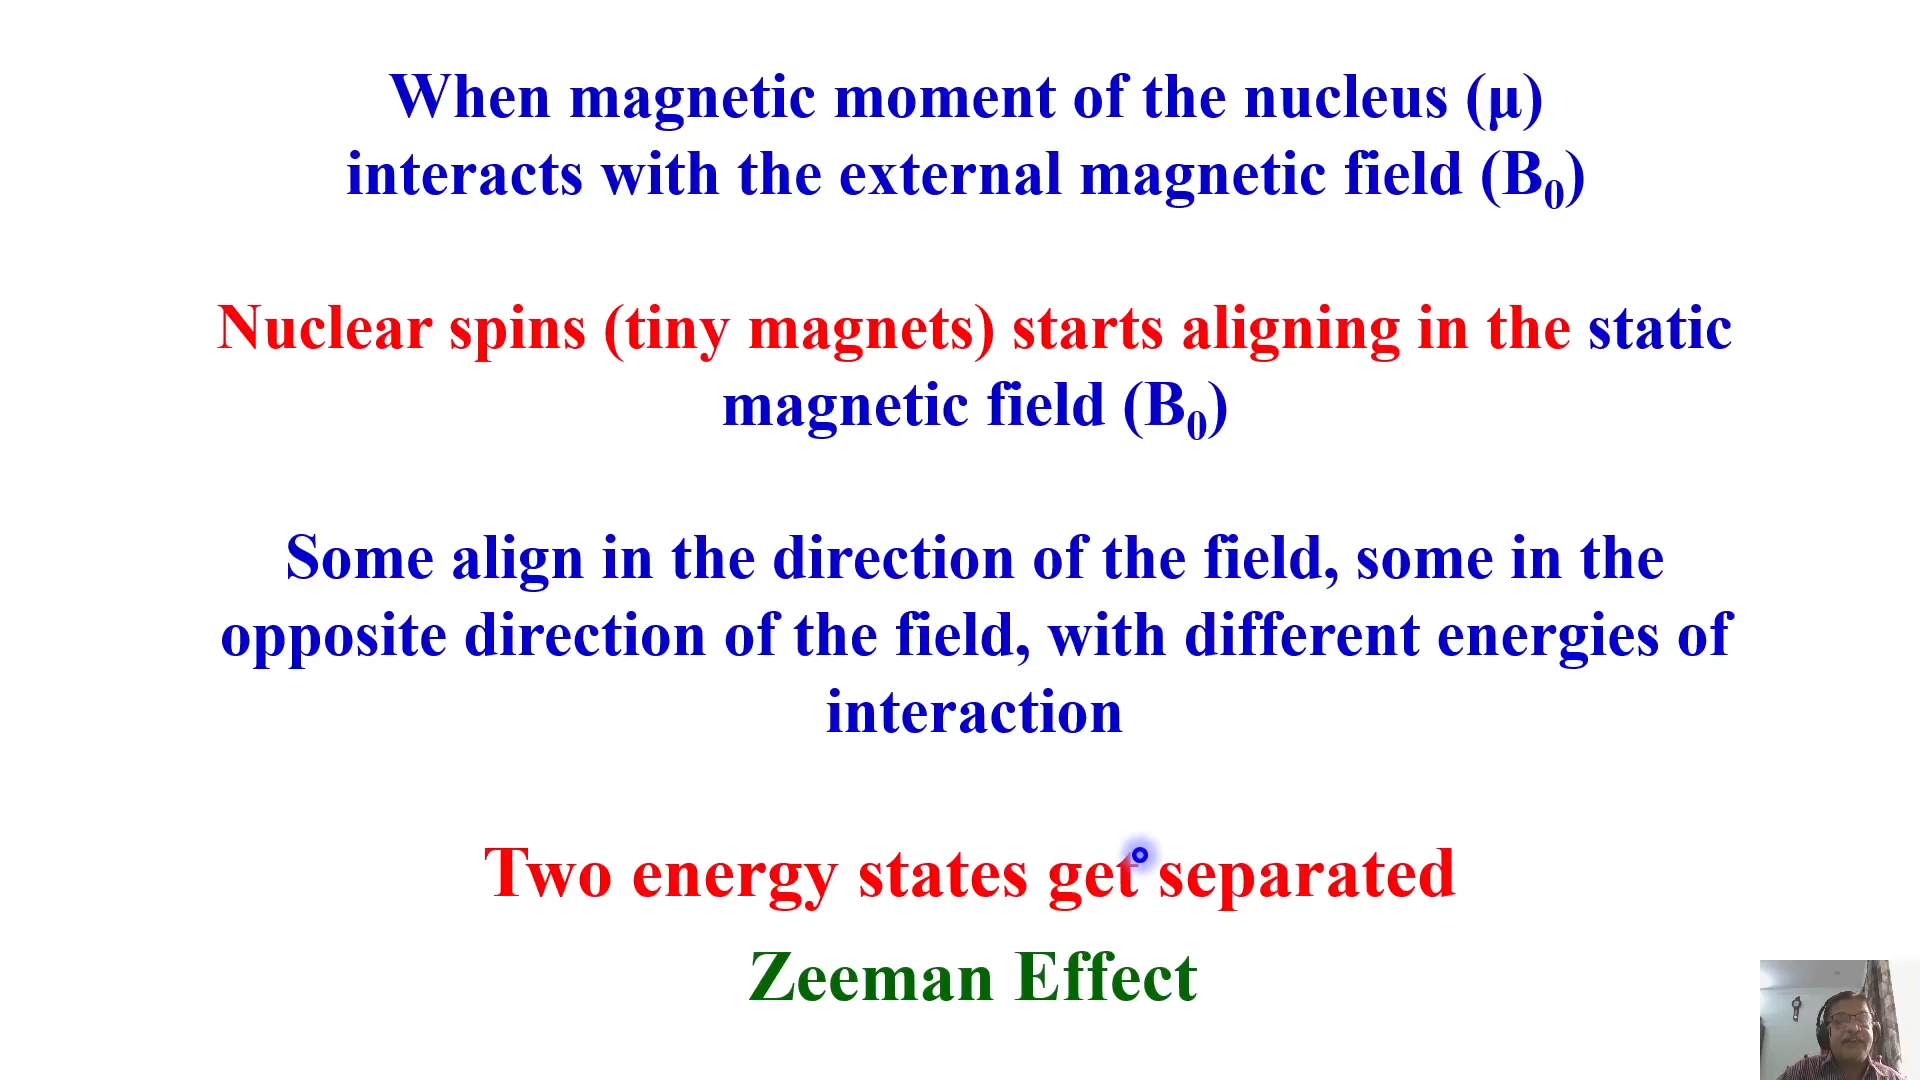 When magnetic moment of the nucleus (μ)
interacts with the external magnetic field (B₀)
Nuclear spins (tiny magnets) starts aligning in the static
magnetic field (B₀)
Some align in the direction of the field, some in the
opposite direction of the field, with different energies of
interaction
Two energy states get separated
Zeeman Effect